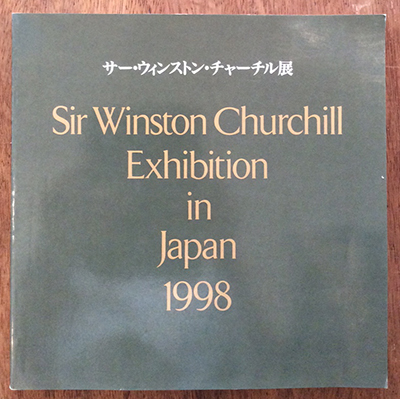 サー・ウィンストン・チャーチル展
Sir Winston Churchill
Exhibition
in
Japan
1998